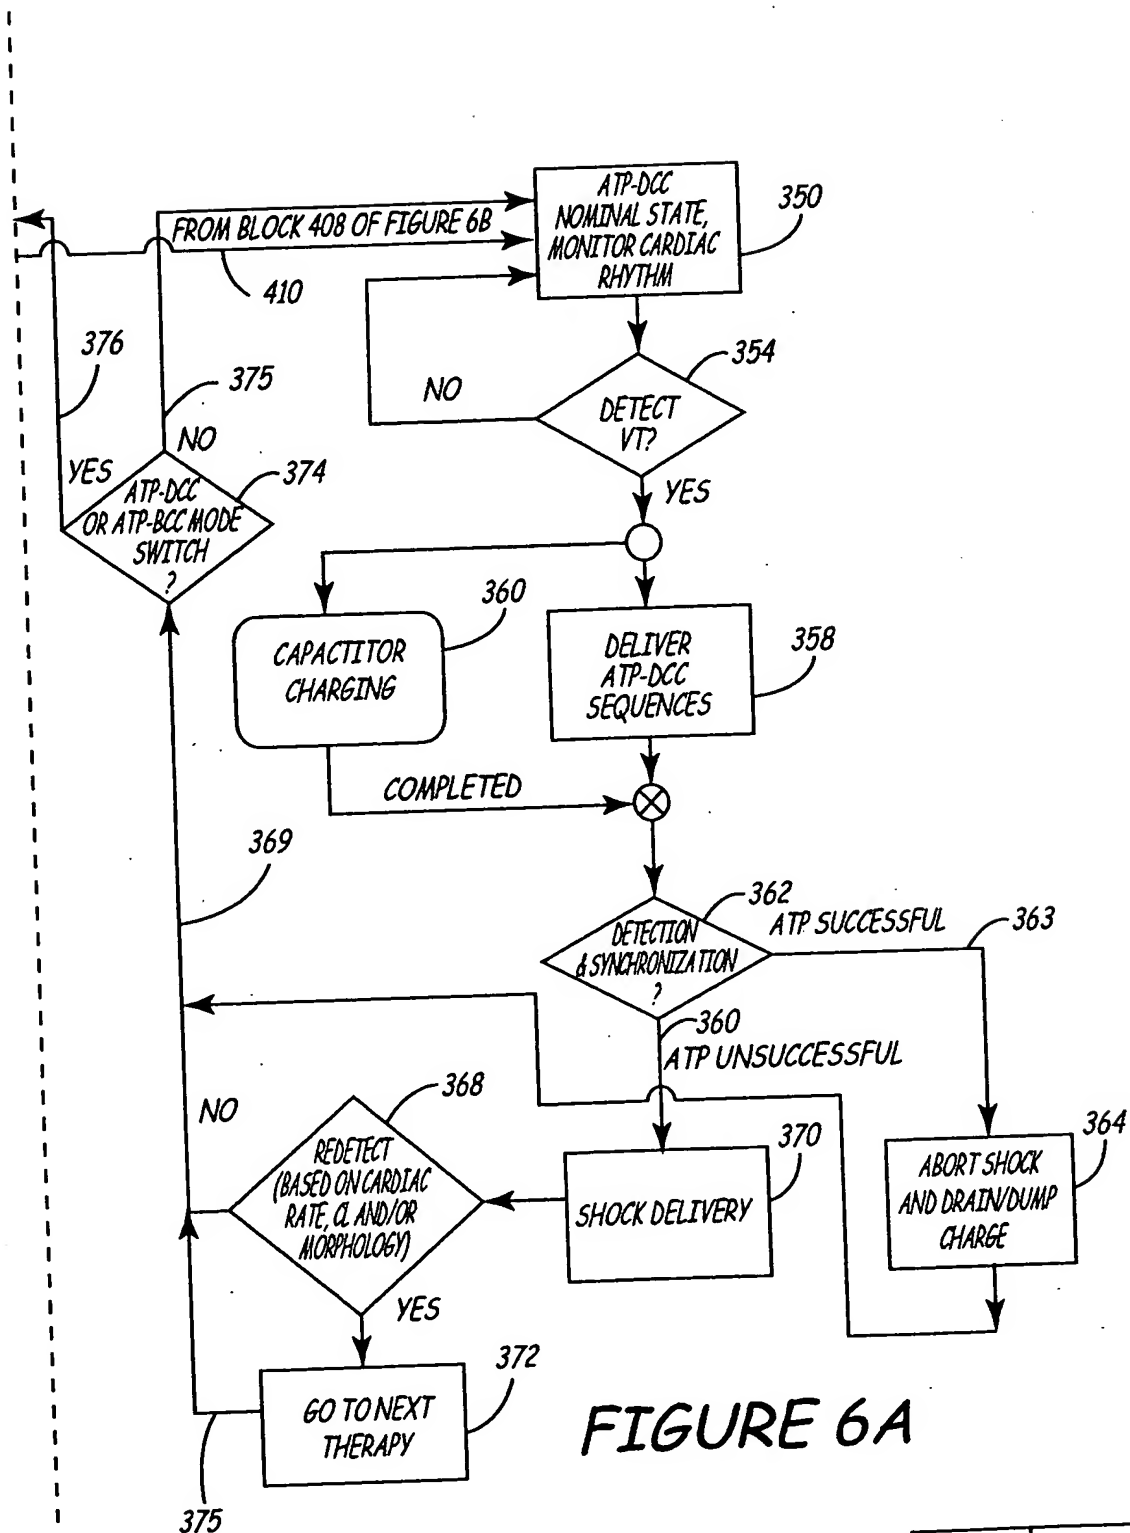 ATP-DCC
NOMINAL STATE,
MONITOR CARDIAC
RHYTHM
350
FROM BLOCK 408 OF FIGURE 6B
410
376
375
354
NO
DETECT
VT?
YES
NO
YES
374
ATP-DCC
OR ATP-BCC MODE
SWITCH
?
360
CAPACTITOR
CHARGING
DELIVER
ATP-DCC
SEQUENCES
358
COMPLETED
369
362
ATP SUCCESSFUL
363
DETECTION
& SYNCHRONIZATION
?
360
ATP UNSUCCESSFUL
NO
368
REDETECT
(BASED ON CARDIAC
RATE, CL AND/OR
MORPHOLOGY)
370
SHOCK DELIVERY
364
ABORT SHOCK
AND DRAIN/DUMP
CHARGE
YES
372
GO TO NEXT
THERAPY
375
FIGURE 6A